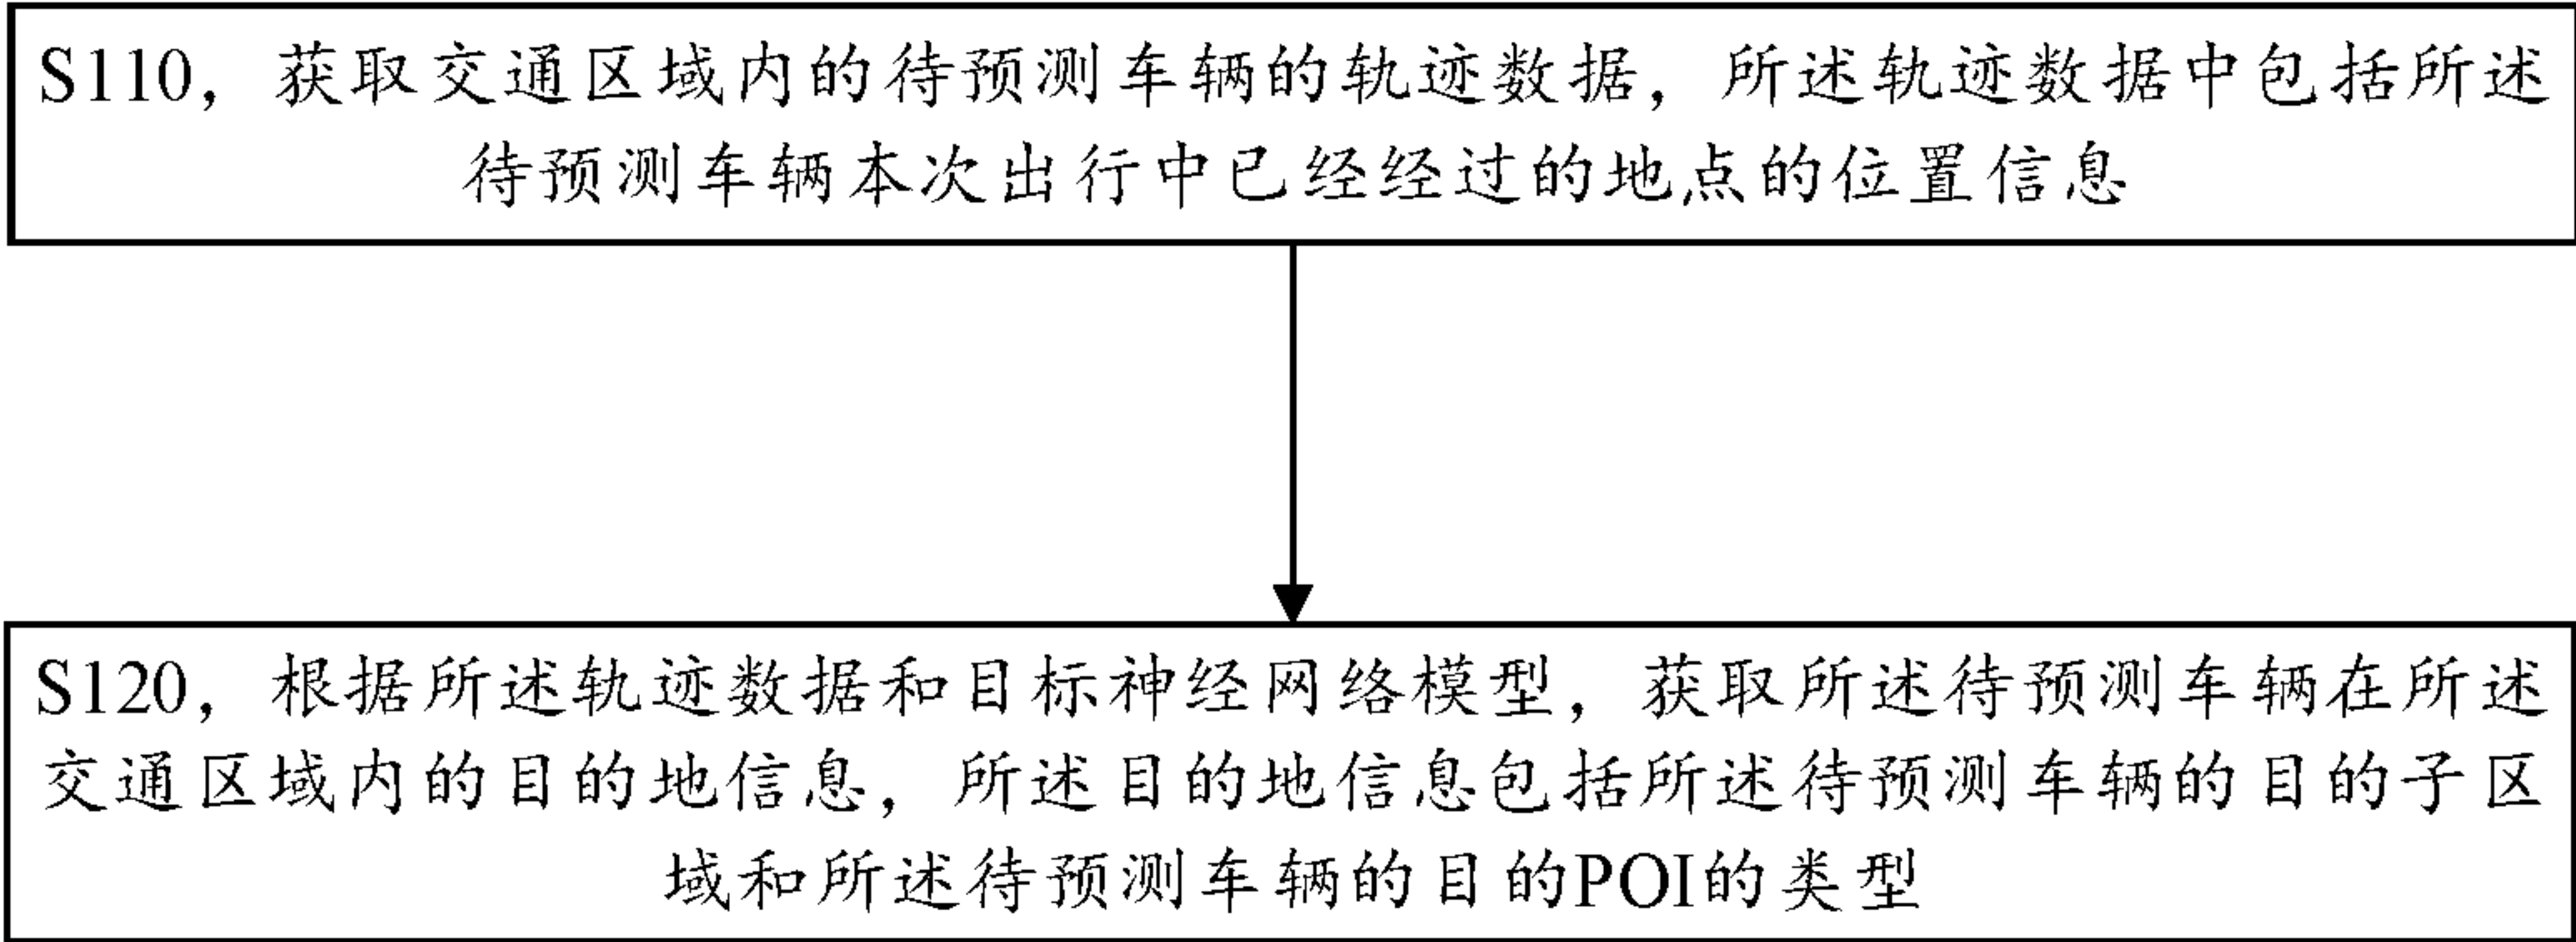 S110，获取交通区域内的待预测车辆的轨迹数据，所述轨迹数据中包括所述
待预测车辆本次出行中已经经过的地点的位置信息
S120，根据所述轨迹数据和目标神经网络模型，获取所述待预测车辆在所述
交通区域内的目的地信息，所述目的地信息包括所述待预测车辆的目的子区
域和所述待预测车辆的目的POI的类型